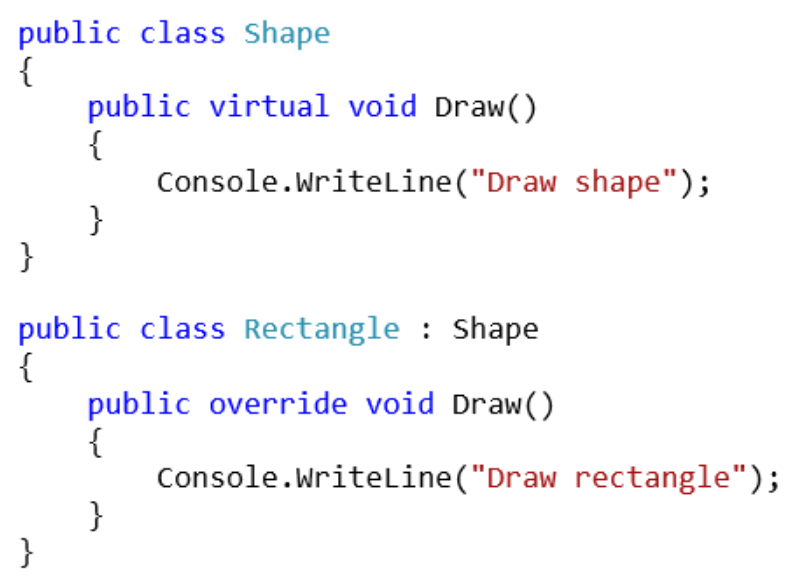 public class Shape
{
    public virtual void Draw()
    {
        Console.WriteLine("Draw shape");
    }
}

public class Rectangle : Shape
{
    public override void Draw()
    {
        Console.WriteLine("Draw rectangle");
    }
}